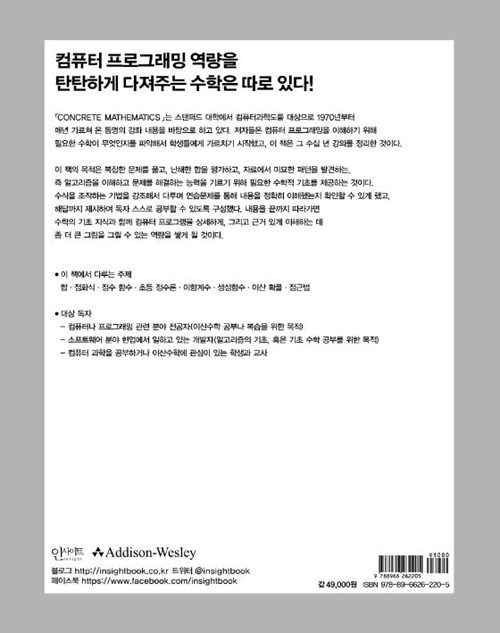 컴퓨터 프로그래밍 역량을
탄탄하게 다져주는 수학은 따로 있다!
『CONCRETE MATHEMATICS』는 스탠퍼드 대학에서 컴퓨터과학도를 대상으로 1970년부터
매년 가르쳐 온 동명의 강좌 내용을 바탕으로 하고 있다. 저자들은 컴퓨터 프로그래밍을 이해하기 위해
필요한 수학이 무엇인지를 파악해서 학생들에게 가르치기 시작했고, 이 책은 그 수십 년 강의를 정리한 것이다.
이 책의 목적은 복잡한 문제를 풀고, 난해한 합을 평가하고, 자료에서 미묘한 패턴을 발견하는,
즉 알고리즘을 이해하고 문제를 해결하는 능력을 기르기 위해 필요한 수학적 기초를 제공하는 것이다.
수식을 조작하는 기법을 강조해서 다루며 연습문제를 통해 내용을 정확히 이해했는지 확인할 수 있게 했고,
해답까지 제시하여 독자 스스로 공부할 수 있도록 구성했다. 내용을 끝까지 따라가면
수학의 기초 지식과 함께 컴퓨터 프로그램을 상세하게, 그리고 근거 있게 이해하는 데
좀 더 큰 그림을 그릴 수 있는 역량을 쌓게 될 것이다.
● 이 책에서 다루는 주제
합 · 점화식 · 정수 함수 · 초등 정수론 · 이항계수 · 생성함수 · 이산 확률 · 점근법
● 대상 독자
– 컴퓨터나 프로그래밍 관련 분야 전공자(이산수학 공부나 복습을 위한 목적)
– 소프트웨어 분야 현업에서 일하고 있는 개발자(알고리즘의 기초, 혹은 기초 수학 공부를 위한 목적)
– 컴퓨터 과학을 공부하거나 이산수학에 관심이 있는 학생과 교사
인사이트 insight Addison-Wesley
블로그 http://insightbook.co.kr 트위터 @insightbook
페이스북 https://www.facebook.com/insightbook
93000
9 788966 262205
값 49,000원 ISBN 978-89-6626-220-5